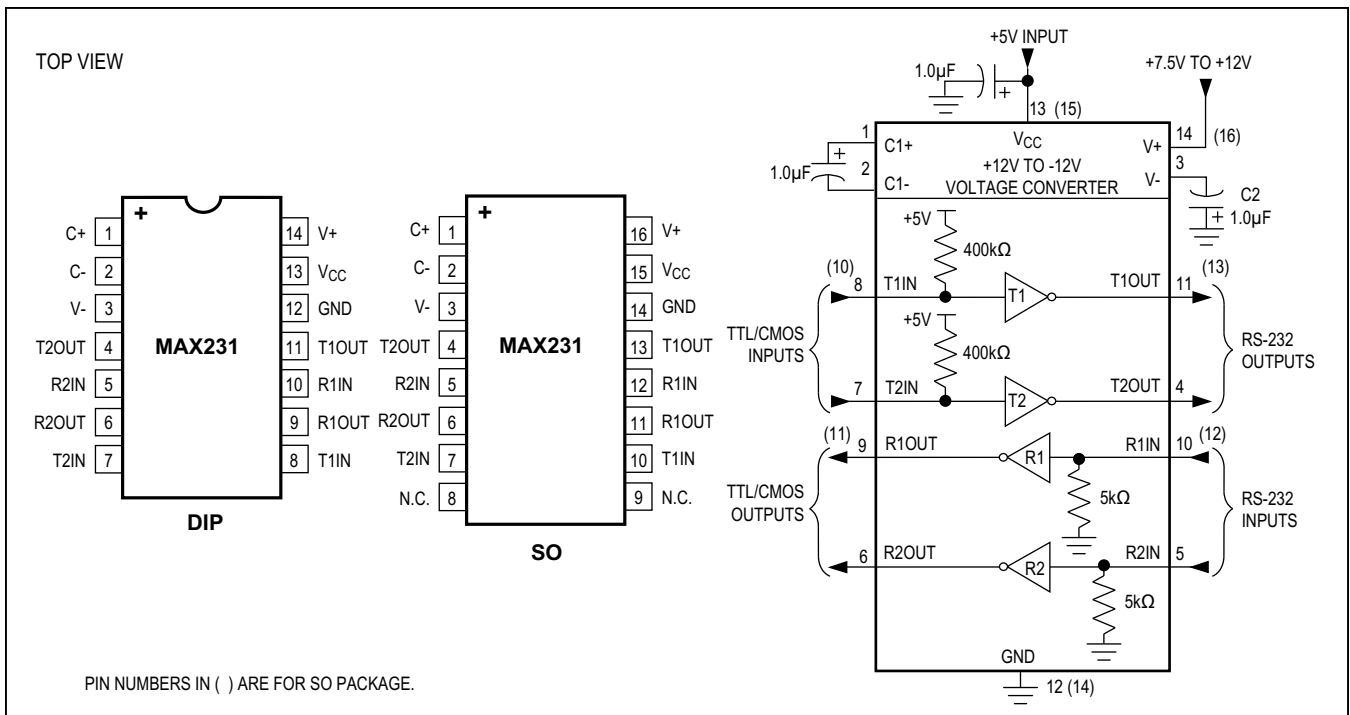 TOP VIEW
+
MAX231
C+ 1
C- 2
V- 3
T2OUT 4
R2IN 5
R2OUT 6
T2IN 7
14 V+
13 VCC
12 GND
11 T1OUT
10 R1IN
9 R1OUT
8 T1IN
DIP
+
MAX231
C+ 1
C- 2
V- 3
T2OUT 4
R2IN 5
R2OUT 6
T2IN 7
N.C. 8
16 V+
15 VCC
14 GND
13 T1OUT
12 R1IN
11 R1OUT
10 T1IN
9 N.C.
SO
PIN NUMBERS IN ( ) ARE FOR SO PACKAGE.
+5V INPUT
1.0µF
+
+7.5V TO +12V
13 (15)
VCC
1 C1+
+
1.0µF
2 C1-
+12V TO -12V
VOLTAGE CONVERTER
V+ 14 (16)
V- 3
C2
+ 1.0µF
+5V
400kΩ
(10)
8 T1IN
T1
T1OUT 11
(13)
+5V
400kΩ
TTL/CMOS
INPUTS
RS-232
OUTPUTS
7 T2IN
T2
T2OUT 4
(11)
9 R1OUT
R1
R1IN 10 (12)
5kΩ
TTL/CMOS
OUTPUTS
RS-232
INPUTS
6 R2OUT
R2
R2IN 5
5kΩ
GND
12 (14)